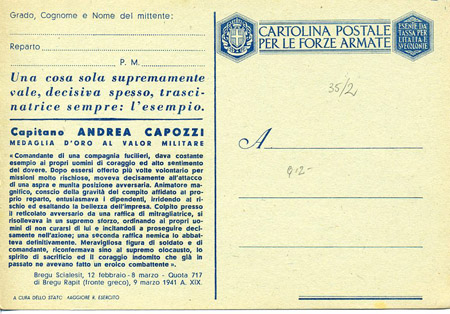 Grado, Cognome e Nome del mittente:
Reparto
P. M.
Una cosa sola supremamente
vale, decisiva spesso, trasci-
natrice sempre: l'esempio.
Capitano ANDREA CAPOZZI
MEDAGLIA D'ORO AL VALOR MILITARE
« Comandante di una compagnia fucilieri, dava costante
esempio ai propri uomini di coraggio ed alto sentimento
del dovere. Dopo essersi offerto più volte volontario per
missioni molto rischiose, moveva decisamente all'attacco
di una aspra e munita posizione avversaria. Animatore ma-
gnifico, conscio della gravità del compito affidato al pro-
prio reparto, entusiasmava i dipendenti, irridendo al ri-
schio ed esaltando la bellezza dell'impresa. Colpito presso
il reticolato avversario da una raffica di mitragliatrice, si
risollevava in un supremo sforzo, ordinando ai propri uo-
mini di non curarsi di lui e incitandoli a proseguire deci-
samente nell'azione; una seconda raffica nemica lo abbat-
teva definitivamente. Meravigliosa figura di soldato e di
comandante, riconfermava sino al supremo olocausto, lo
spirito di sacrificio ed il coraggio indomito che già in
passato ne avevano fatto un eroico combattente ».
Bregu Scialesit, 12 febbraio - 8 marzo - Quota 717
di Bregu Rapit (fronte greco), 9 marzo 1941 A. XIX.
A CURA DELLO STATO MAGGIORE R. ESERCITO
CARTOLINA POSTALE
PER LE FORZE ARMATE
ESENTE DA
TASSA PER
L'ITALIA E
SVE COLONIE
35/2
A